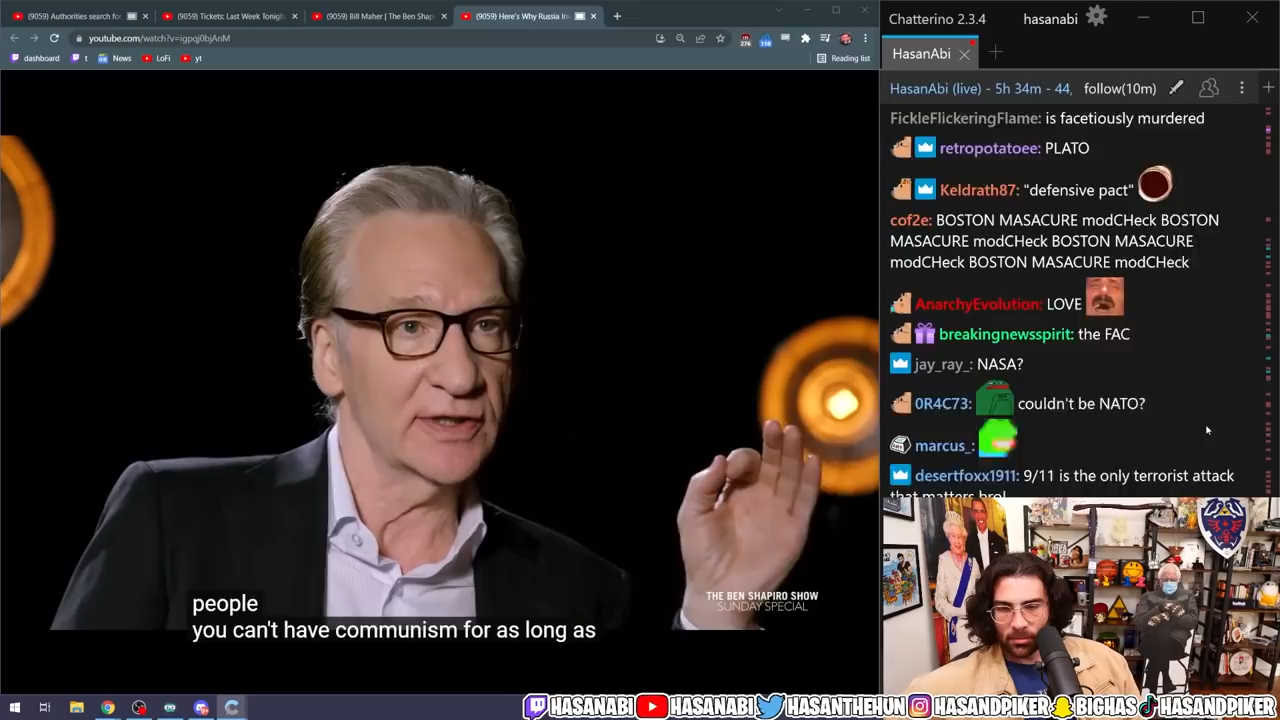 (9059) Authorities search for
(9059) Tickets: Last Week Tonigh
(9059) Bill Maher | The Ben Shap
(9059) Here's Why Russia In
youtube.com/watch?v=igpqj0bjAnM
276
110
dashboard
t
News
LoFi
yt
Reading list
THE BEN SHAPIRO SHOW
SUNDAY SPECIAL
people
you can't have communism for as long as
Chatterino 2.3.4
hasanabi
HasanAbi
HasanAbi (live) - 5h 34m - 44,
follow(10m)
FickleFlickeringFlame: is facetiously murdered
retropotatoee: PLATO
Keldrath87: "defensive pact"
cof2e: BOSTON MASACURE modCHeck BOSTON
MASACURE modCHeck BOSTON MASACURE
modCHeck BOSTON MASACURE modCHeck
AnarchyEvolution: LOVE
breakingnewsspirit: the FAC
jay_ray_: NASA?
0R4C73: couldn't be NATO?
marcus_:
desertfoxx1911: 9/11 is the only terrorist attack
that matters bro!
HASANABI
HASANABI
HASANTHEHUN
HASANDPIKER
BIGHAS
HASANDPIKER